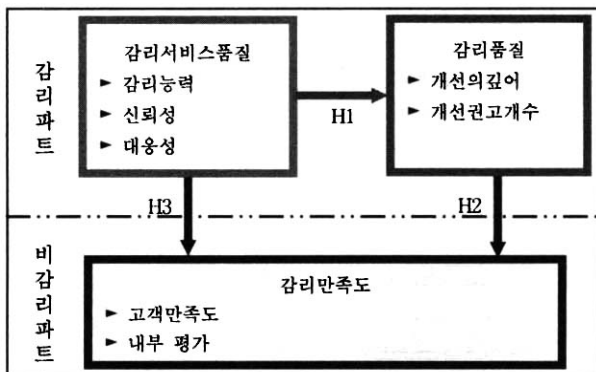 감리파트
감리서비스품질
► 감리능력
► 신뢰성
► 대응성
H1
감리품질
► 개선의깊어
► 개선권고개수
H3
H2
비감리파트
감리만족도
► 고객만족도
► 내부 평가